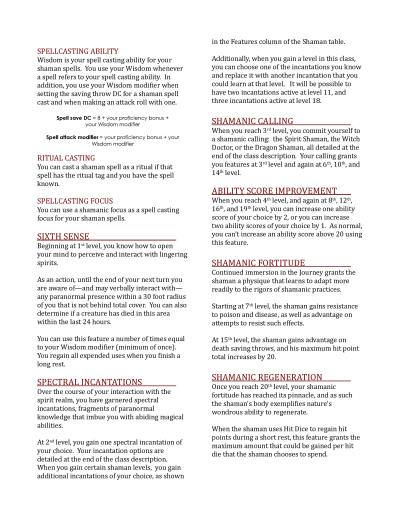 SPELLCASTING ABILITY
Wisdom is your spell casting ability for your
shaman spells.  You use your Wisdom whenever
a spell refers to your spell casting ability.  In
addition, you use your Wisdom modifier when
setting the saving throw DC for a shaman spell
cast and when making an attack roll with one.
Spell save DC = 8 + your proficiency bonus +
your Wisdom modifier
Spell attack modifier = your proficiency bonus + your
Wisdom modifier
RITUAL CASTING
You can cast a shaman spell as a ritual if that
spell has the ritual tag and you have the spell
known.
SPELLCASTING FOCUS
You can use a shamanic focus as a spell casting
focus for your shaman spells.
SIXTH SENSE
Beginning at 1st level, you know how to open
your mind to perceive and interact with lingering
spirits.
As an action, until the end of your next turn you
are aware of—and may verbally interact with—
any paranormal presence within a 30 foot radius
of you that is not behind total cover.  You can also
determine if a creature has died in this area
within the last 24 hours.
You can use this feature a number of times equal
to your Wisdom modifier (minimum of once).
You regain all expended uses when you finish a
long rest.
SPECTRAL INCANTATIONS
Over the course of your interaction with the
spirit realm, you have garnered spectral
incantations, fragments of paranormal
knowledge that imbue you with abiding magical
abilities.
At 2nd level, you gain one spectral incantation of
your choice.  Your incantation options are
detailed at the end of the class description.
When you gain certain shaman levels,  you gain
additional incantations of your choice, as shown
in the Features column of the Shaman table.
Additionally, when you gain a level in this class,
you can choose one of the incantations you know
and replace it with another incantation that you
could learn at that level.  It will be possible to
have two incantations active at level 11, and
three incantations active at level 18.
SHAMANIC CALLING
When you reach 3rd level, you commit yourself to
a shamanic calling:  the Spirit Shaman, the Witch
Doctor, or the Dragon Shaman, all detailed at the
end of the class description.  Your calling grants
you features at 3rd level and again at 6th, 10th, and
14th level.
ABILITY SCORE IMPROVEMENT
When you reach 4th level, and again at 8th, 12th,
16th, and 19th level, you can increase one ability
score of your choice by 2, or you can increase
two ability scores of your choice by 1.  As normal,
you can't increase an ability score above 20 using
this feature.
SHAMANIC FORTITUDE
Continued immersion in the Journey grants the
shaman a physique that learns to adapt more
readily to the rigors of shamanic practices.
Starting at 7th level, the shaman gains resistance
to poison and disease, as well as advantage on
attempts to resist such effects.
At 15th level, the shaman gains advantage on
death saving throws, and his maximum hit point
total increases by 20.
SHAMANIC REGENERATION
Once you reach 20th level, your shamanic
fortitude has reached its pinnacle, and as such
the shaman's body exemplifies nature's
wondrous ability to regenerate.
When the shaman uses Hit Dice to regain hit
points during a short rest, this feature grants the
maximum amount that could be gained per hit
die that the shaman chooses to spend.